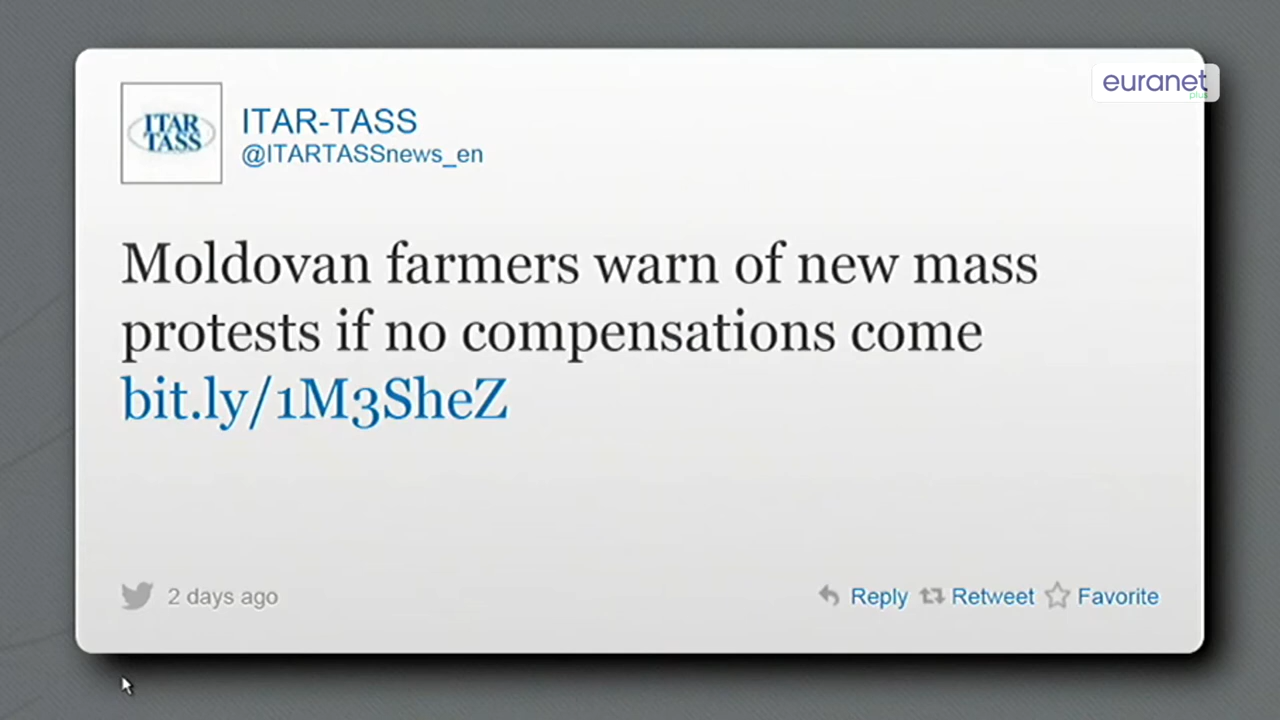 euranet
plus
ITAR
TASS
ITAR-TASS
@ITARTASSnews_en
Moldovan farmers warn of new mass
protests if no compensations come
bit.ly/1M3SheZ
2 days ago
Reply Retweet Favorite